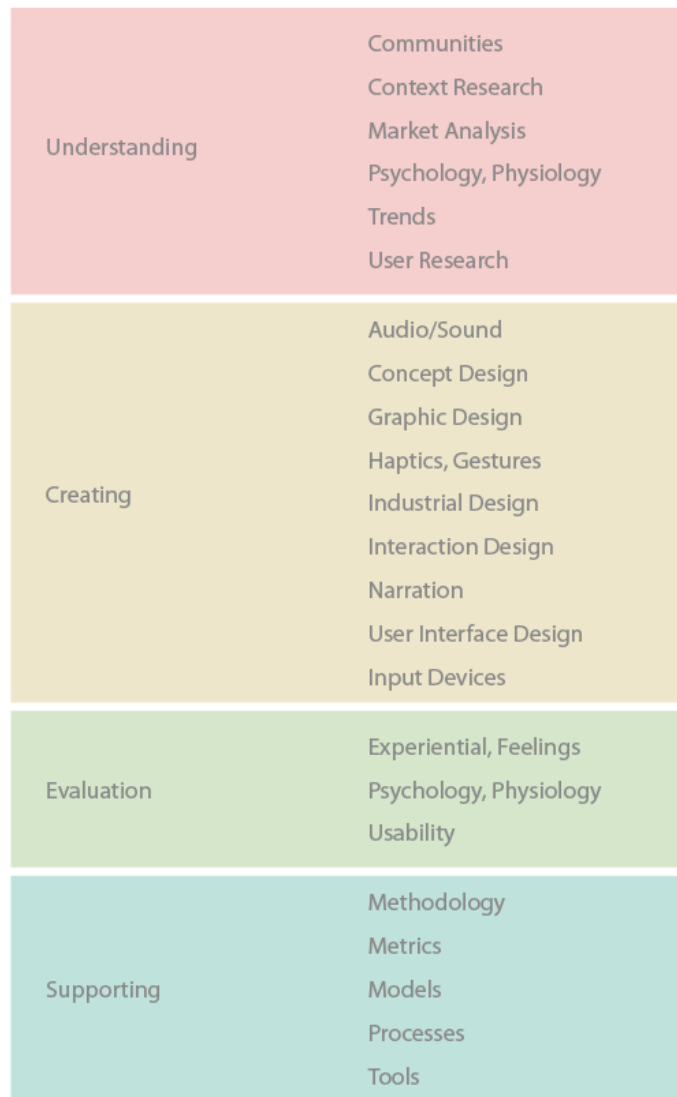 Understanding
Communities
Context Research
Market Analysis
Psychology, Physiology
Trends
User Research
Creating
Audio/Sound
Concept Design
Graphic Design
Haptics, Gestures
Industrial Design
Interaction Design
Narration
User Interface Design
Input Devices
Evaluation
Experiential, Feelings
Psychology, Physiology
Usability
Supporting
Methodology
Metrics
Models
Processes
Tools